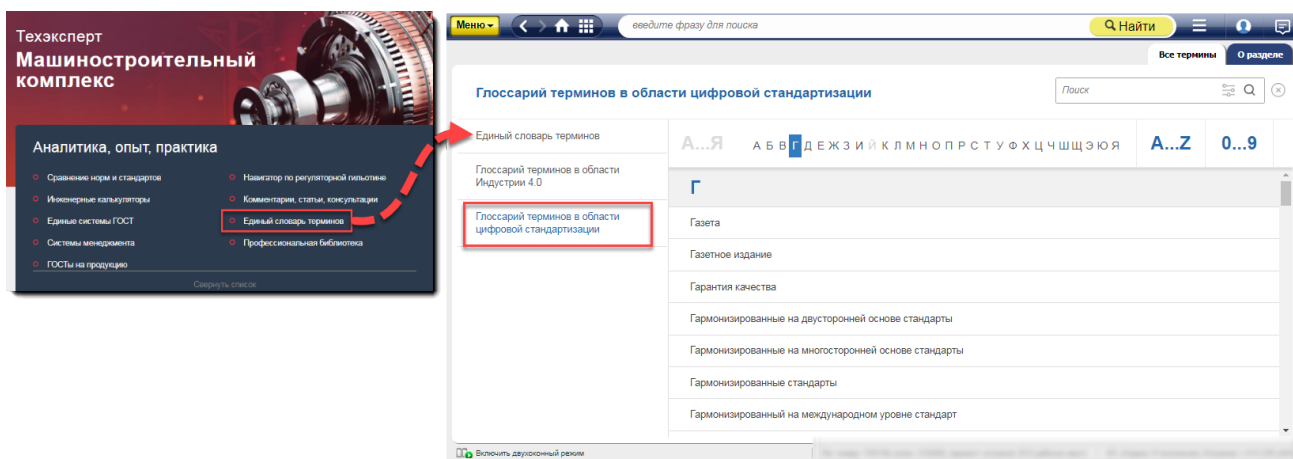 Техэксперт
Машиностроительный
комплекс
Аналитика, опыт, практика
Сравнение норм и стандартов
Навигатор по регуляторной гильотине
Инженерные калькуляторы
Комментарии, статьи, консультации
Единые системы ГОСТ
Единый словарь терминов
Системы менеджмента
Профессиональная библиотека
ГОСТы на продукцию
Свернуть список
Меню
введите фразу для поиска
Найти
Все термины
О разделе
Глоссарий терминов в области цифровой стандартизации
Поиск
Единый словарь терминов
Глоссарий терминов в области
Индустрии 4.0
Глоссарий терминов в области
цифровой стандартизации
А...Я А Б В Г Д Е Ж З И Й К Л М Н О П Р С Т У Ф Х Ц Ч Ш Щ Э Ю Я A...Z 0...9
Г
Газета
Газетное издание
Гарантия качества
Гармонизированные на двусторонней основе стандарты
Гармонизированные на многосторонней основе стандарты
Гармонизированные стандарты
Гармонизированный на международном уровне стандарт
Включить двухоконный режим